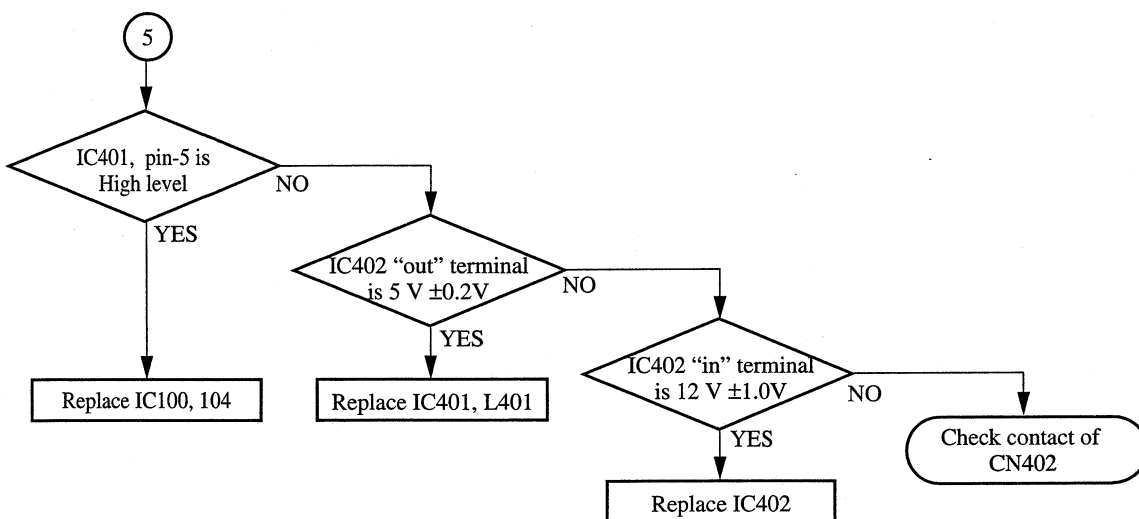 5
IC401, pin-5 is
High level
NO
YES
IC402 “out” terminal
is 5 V ±0.2V
NO
YES
IC402 “in” terminal
is 12 V ±1.0V
NO
YES
Replace IC100, 104
Replace IC401, L401
Check contact of
CN402
Replace IC402